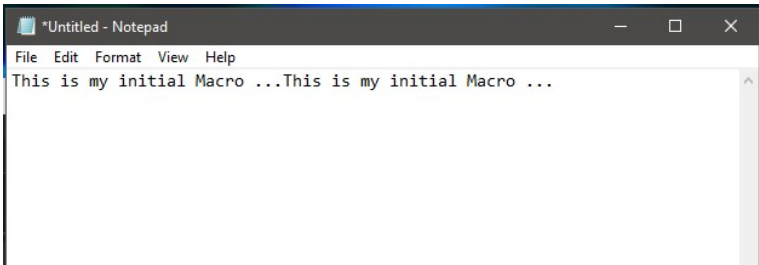 *Untitled - Notepad
File Edit Format View Help
This is my initial Macro ...This is my initial Macro ...